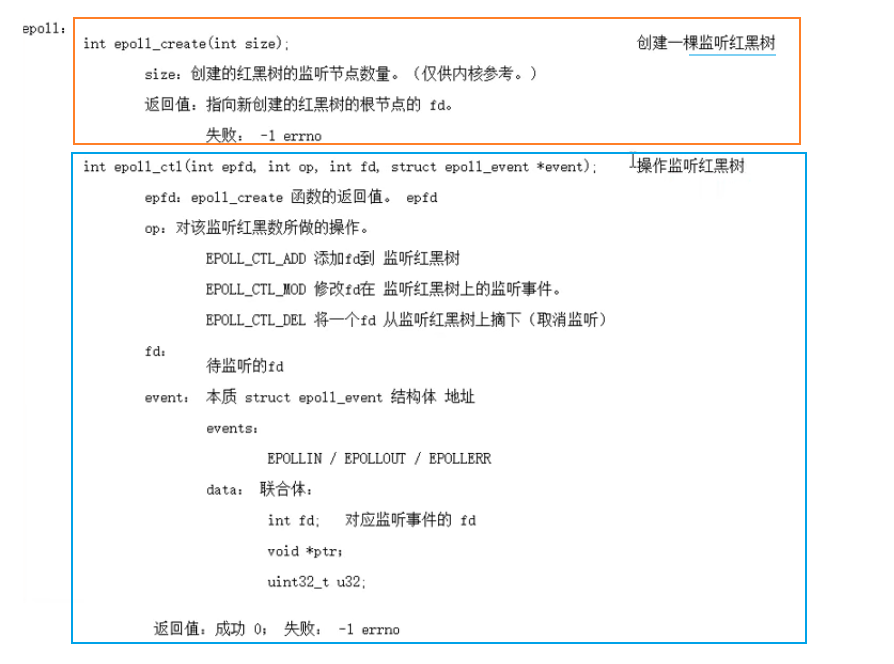 epoll：
int epoll_create(int size); 创建一棵监听红黑树
size：创建的红黑树的监听节点数量。（仅供内核参考。）
返回值：指向新创建的红黑树的根节点的 fd。
失败： -1 errno
int epoll_ctl(int epfd, int op, int fd, struct epoll_event *event); 操作监听红黑树
epfd：epoll_create 函数的返回值。 epfd
op：对该监听红黑数所做的操作。
EPOLL_CTL_ADD 添加fd到 监听红黑树
EPOLL_CTL_MOD 修改fd在 监听红黑树上的监听事件。
EPOLL_CTL_DEL 将一个fd 从监听红黑树上摘下（取消监听）
fd：
待监听的fd
event： 本质 struct epoll_event 结构体 地址
events：
EPOLLIN / EPOLLOUT / EPOLLERR
data： 联合体：
int fd; 对应监听事件的 fd
void *ptr；
uint32_t u32;
返回值：成功 0； 失败： -1 errno